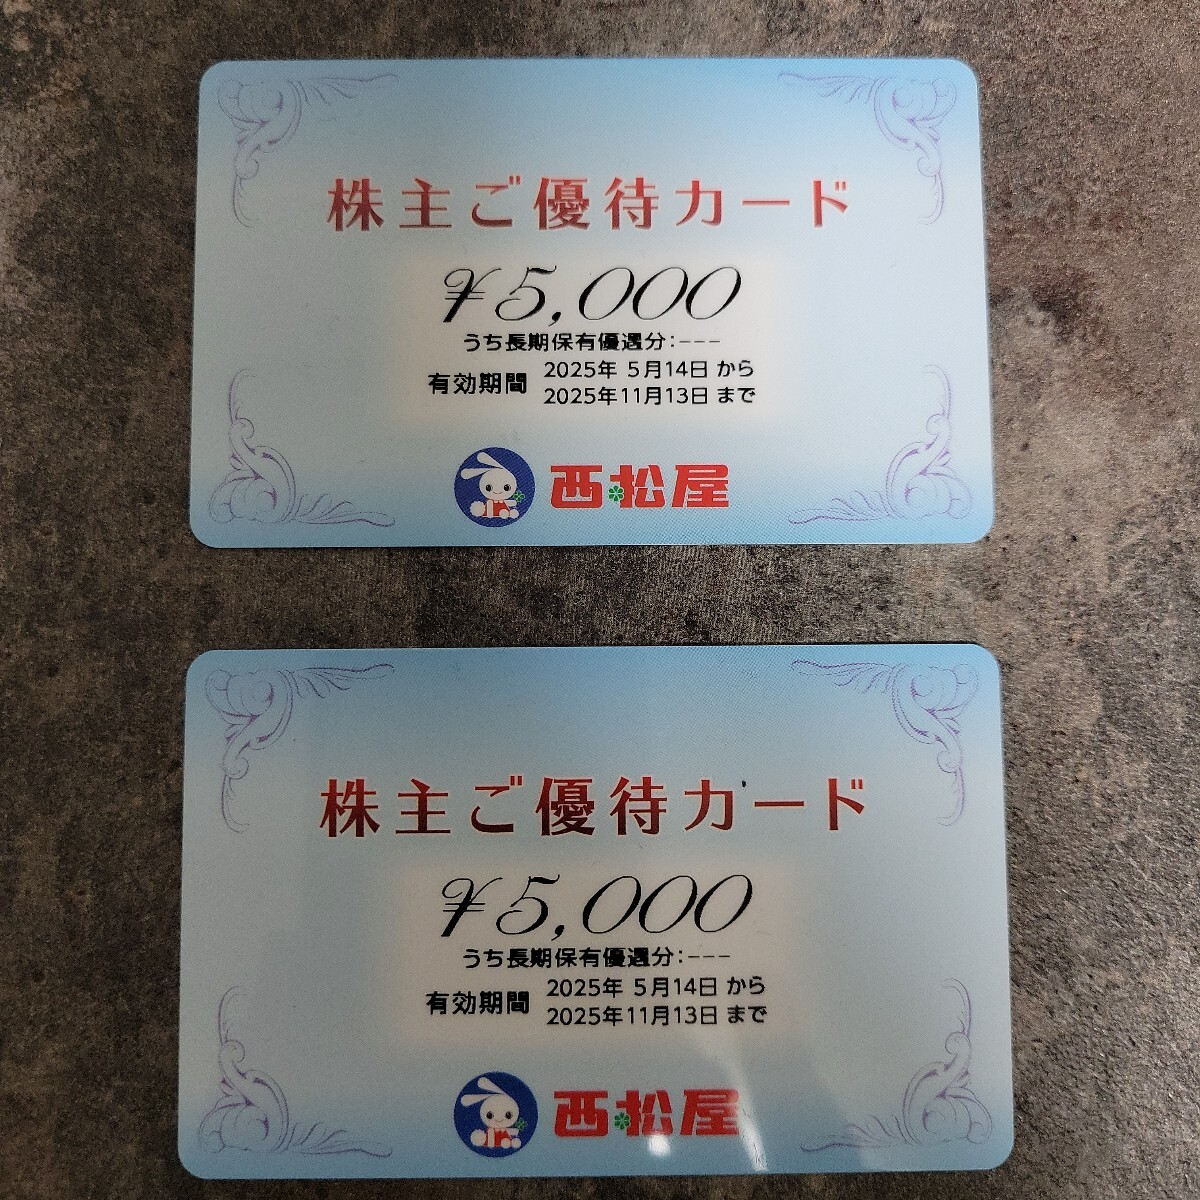 株主ご優待カード
¥5,000
うち長期保有優遇分:---
有効期間 2025年 5月14日 から
2025年11月13日 まで
西松屋
株主ご優待カード
¥5,000
うち長期保有優遇分:---
有効期間 2025年 5月14日 から
2025年11月13日 まで
西松屋